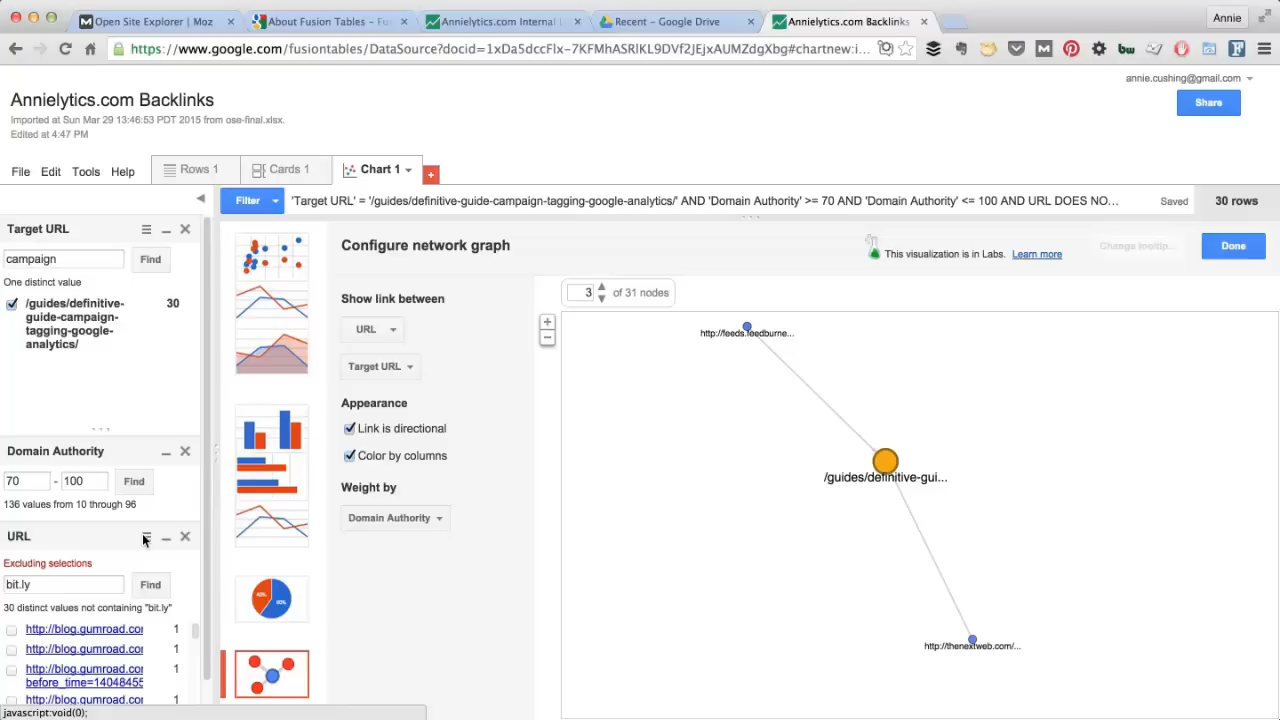 Open Site Explorer | Moz
About Fusion Tables – Fu
Annielytics.com Internal L
Recent – Google Drive
Annielytics.com Backlinks
Annie
https://www.google.com/fusiontables/DataSource?docid=1xDa5dccFlx-7KFMhASRlKL9DVf2JEjxAUMZdgXbg#chartnew:i...
annie.cushing@gmail.com
Annielytics.com Backlinks
Share
Imported at Sun Mar 29 13:46:53 PDT 2015 from ose-final.xlsx.
Edited at 4:47 PM
File Edit Tools Help
Rows 1
Cards 1
Chart 1
Filter
'Target URL' = '/guides/definitive-guide-campaign-tagging-google-analytics/' AND 'Domain Authority' >= 70 AND 'Domain Authority' <= 100 AND URL DOES NO...
Saved
30 rows
Target URL
campaign
Find
One distinct value
/guides/definitive-
guide-campaign-
tagging-google-
analytics/
30
Domain Authority
70 - 100
Find
136 values from 10 through 96
URL
Excluding selections
bit.ly
Find
30 distinct values not containing "bit.ly"
http://blog.gumroad.co
1
http://blog.gumroad.co
1
http://blog.gumroad.co
before_time=14048455
1
http://blog.gumroad.co
1
javascript:void(0);
Configure network graph
This visualization is in Labs. Learn more
Change tooltip...
Done
Show link between
URL
Target URL
Appearance
Link is directional
Color by columns
Weight by
Domain Authority
40%
60%
3 of 31 nodes
+
−
http://feeds.feedburne...
/guides/definitive-gui...
http://thenextweb.com/...